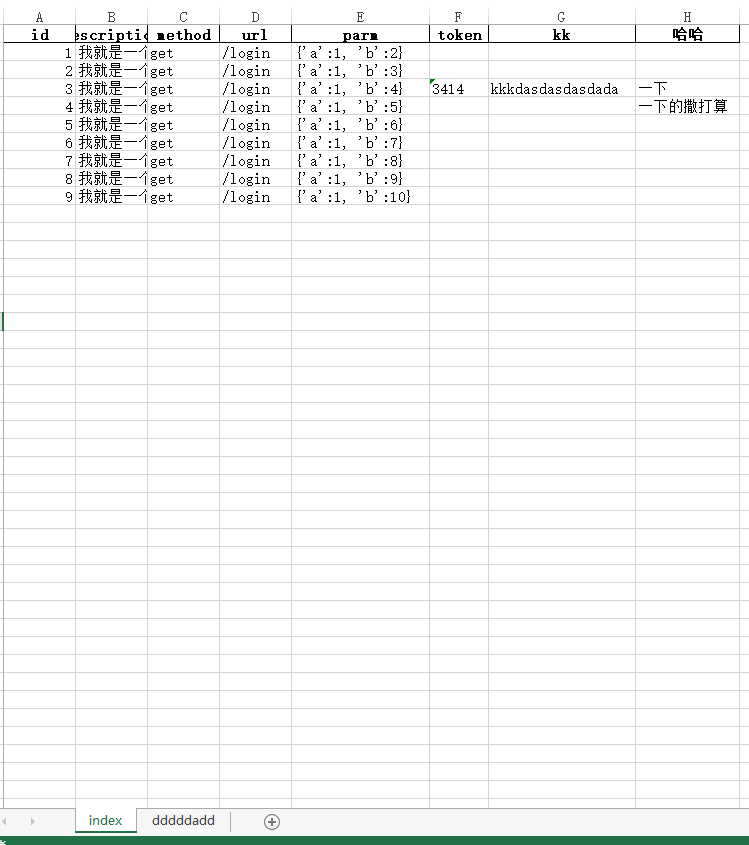 A B C D E F G H
id escriptio method url parm token kk 哈哈
1 我就是一个 get /login {'a':1, 'b':2}
2 我就是一个 get /login {'a':1, 'b':3}
3 我就是一个 get /login {'a':1, 'b':4} 3414 kkkdasdasdasdada 一下
4 我就是一个 get /login {'a':1, 'b':5} 一下的撒打算
5 我就是一个 get /login {'a':1, 'b':6}
6 我就是一个 get /login {'a':1, 'b':7}
7 我就是一个 get /login {'a':1, 'b':8}
8 我就是一个 get /login {'a':1, 'b':9}
9 我就是一个 get /login {'a':1, 'b':10}
index dddddadd